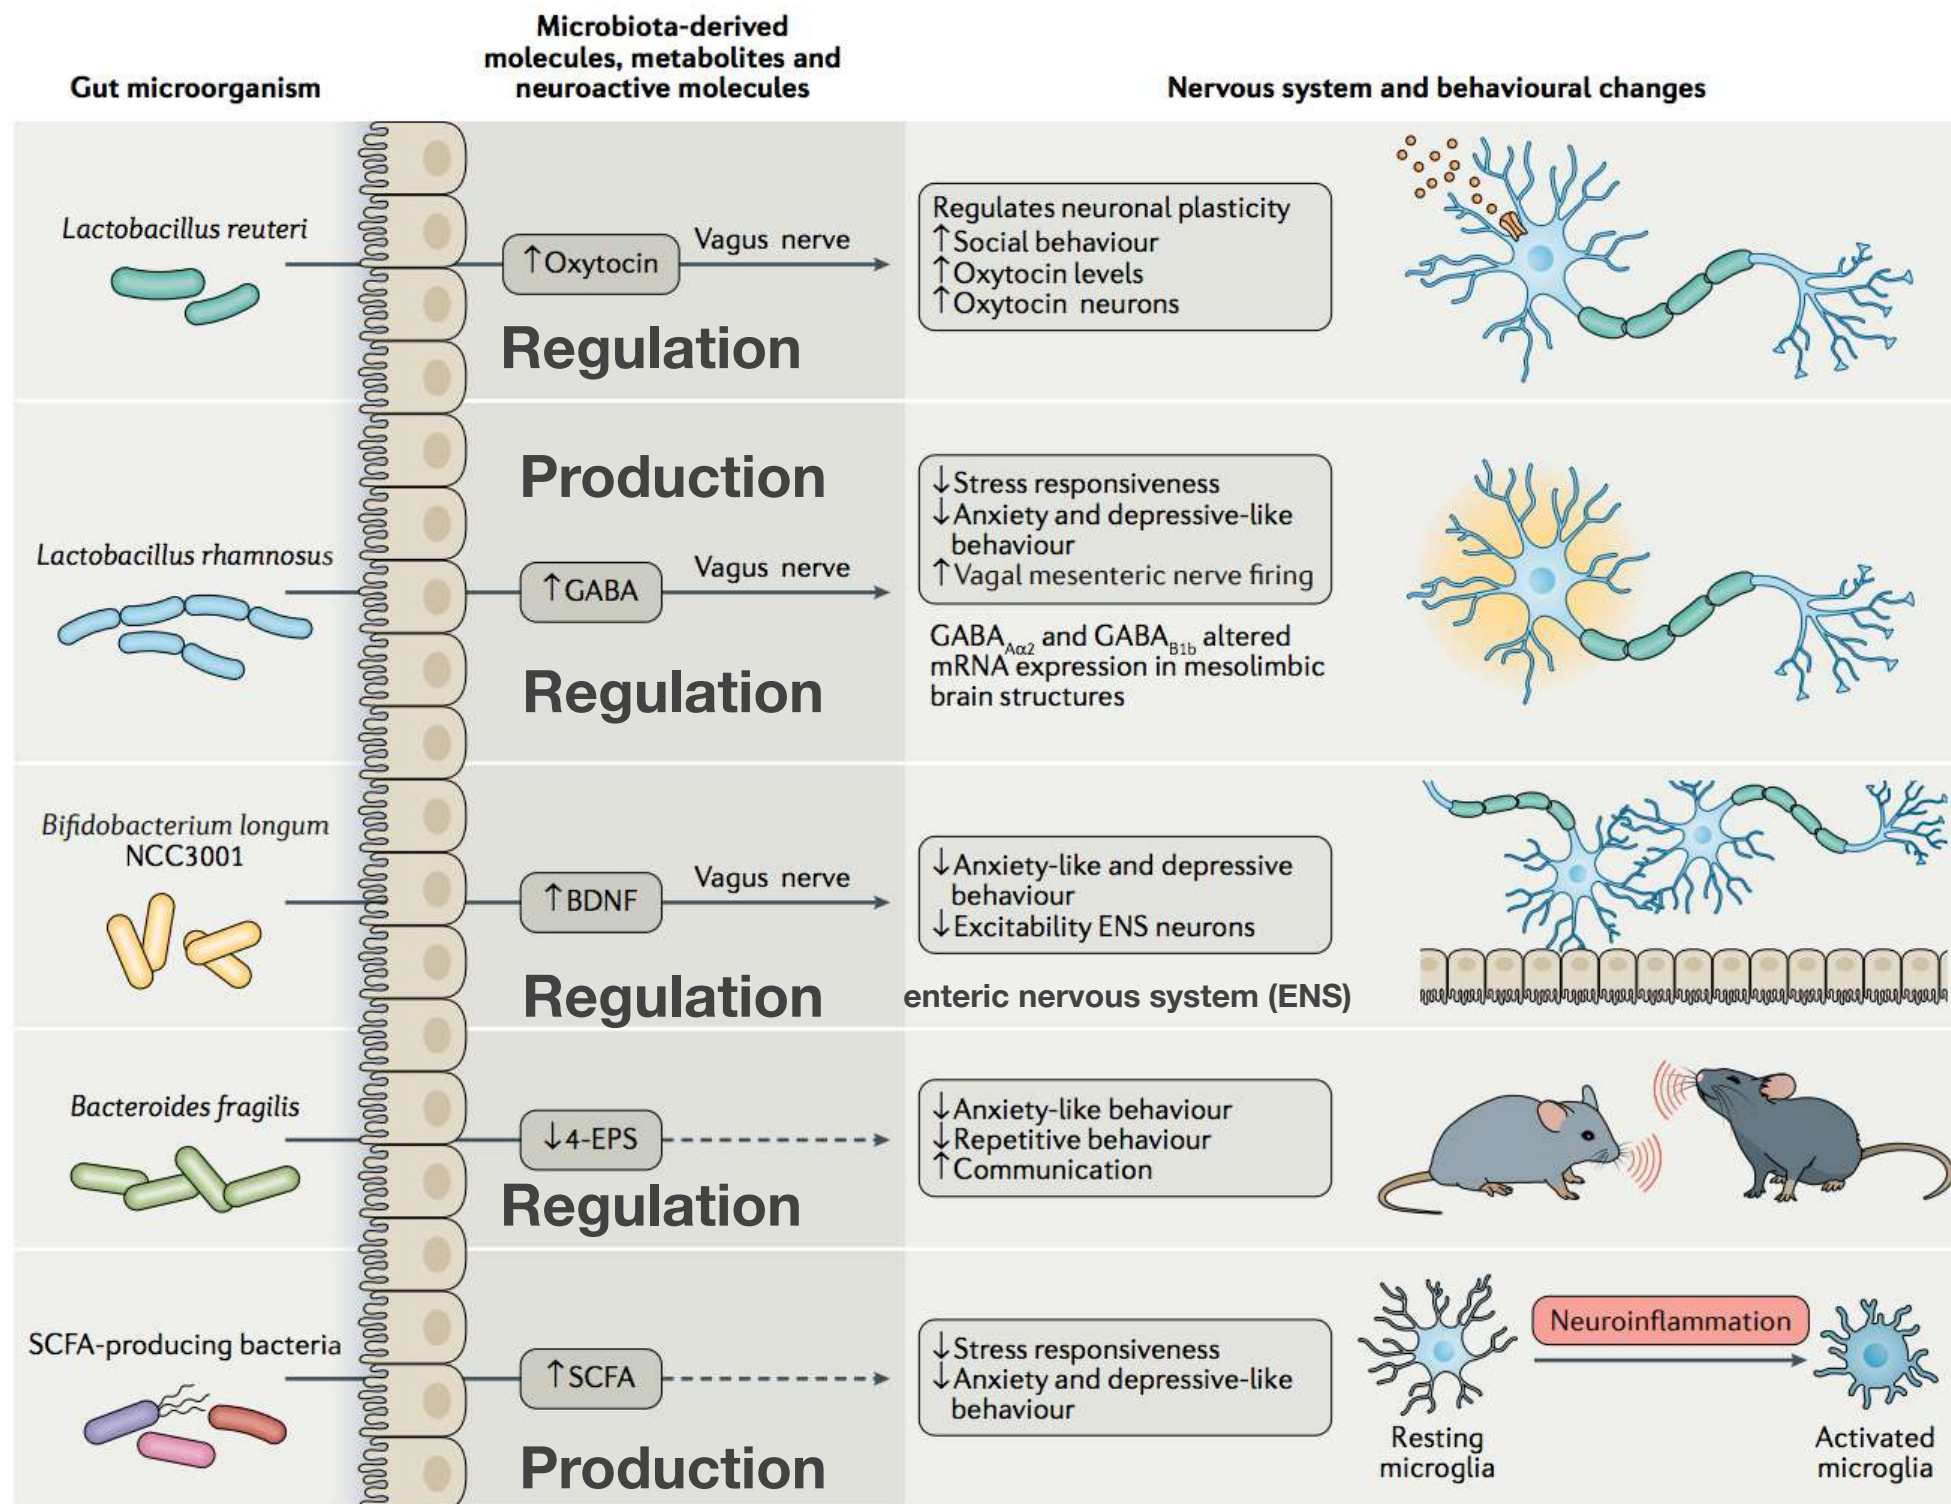 Gut microorganism
Microbiota-derived
molecules, metabolites and
neuroactive molecules
Nervous system and behavioural changes
Lactobacillus reuteri
↑Oxytocin
Vagus nerve
Regulation
Regulates neuronal plasticity
↑Social behaviour
↑Oxytocin levels
↑Oxytocin neurons
Lactobacillus rhamnosus
Production
↑GABA
Vagus nerve
Regulation
↓Stress responsiveness
↓Anxiety and depressive-like
behaviour
↑Vagal mesenteric nerve firing
GABA_Aα2 and GABA_B1b altered
mRNA expression in mesolimbic
brain structures
Bifidobacterium longum
NCC3001
↑BDNF
Vagus nerve
Regulation
↓Anxiety-like and depressive
behaviour
↓Excitability ENS neurons
enteric nervous system (ENS)
Bacteroides fragilis
↓4-EPS
Regulation
↓Anxiety-like behaviour
↓Repetitive behaviour
↑Communication
SCFA-producing bacteria
↑SCFA
Production
↓Stress responsiveness
↓Anxiety and depressive-like
behaviour
Neuroinflammation
Resting
microglia
Activated
microglia